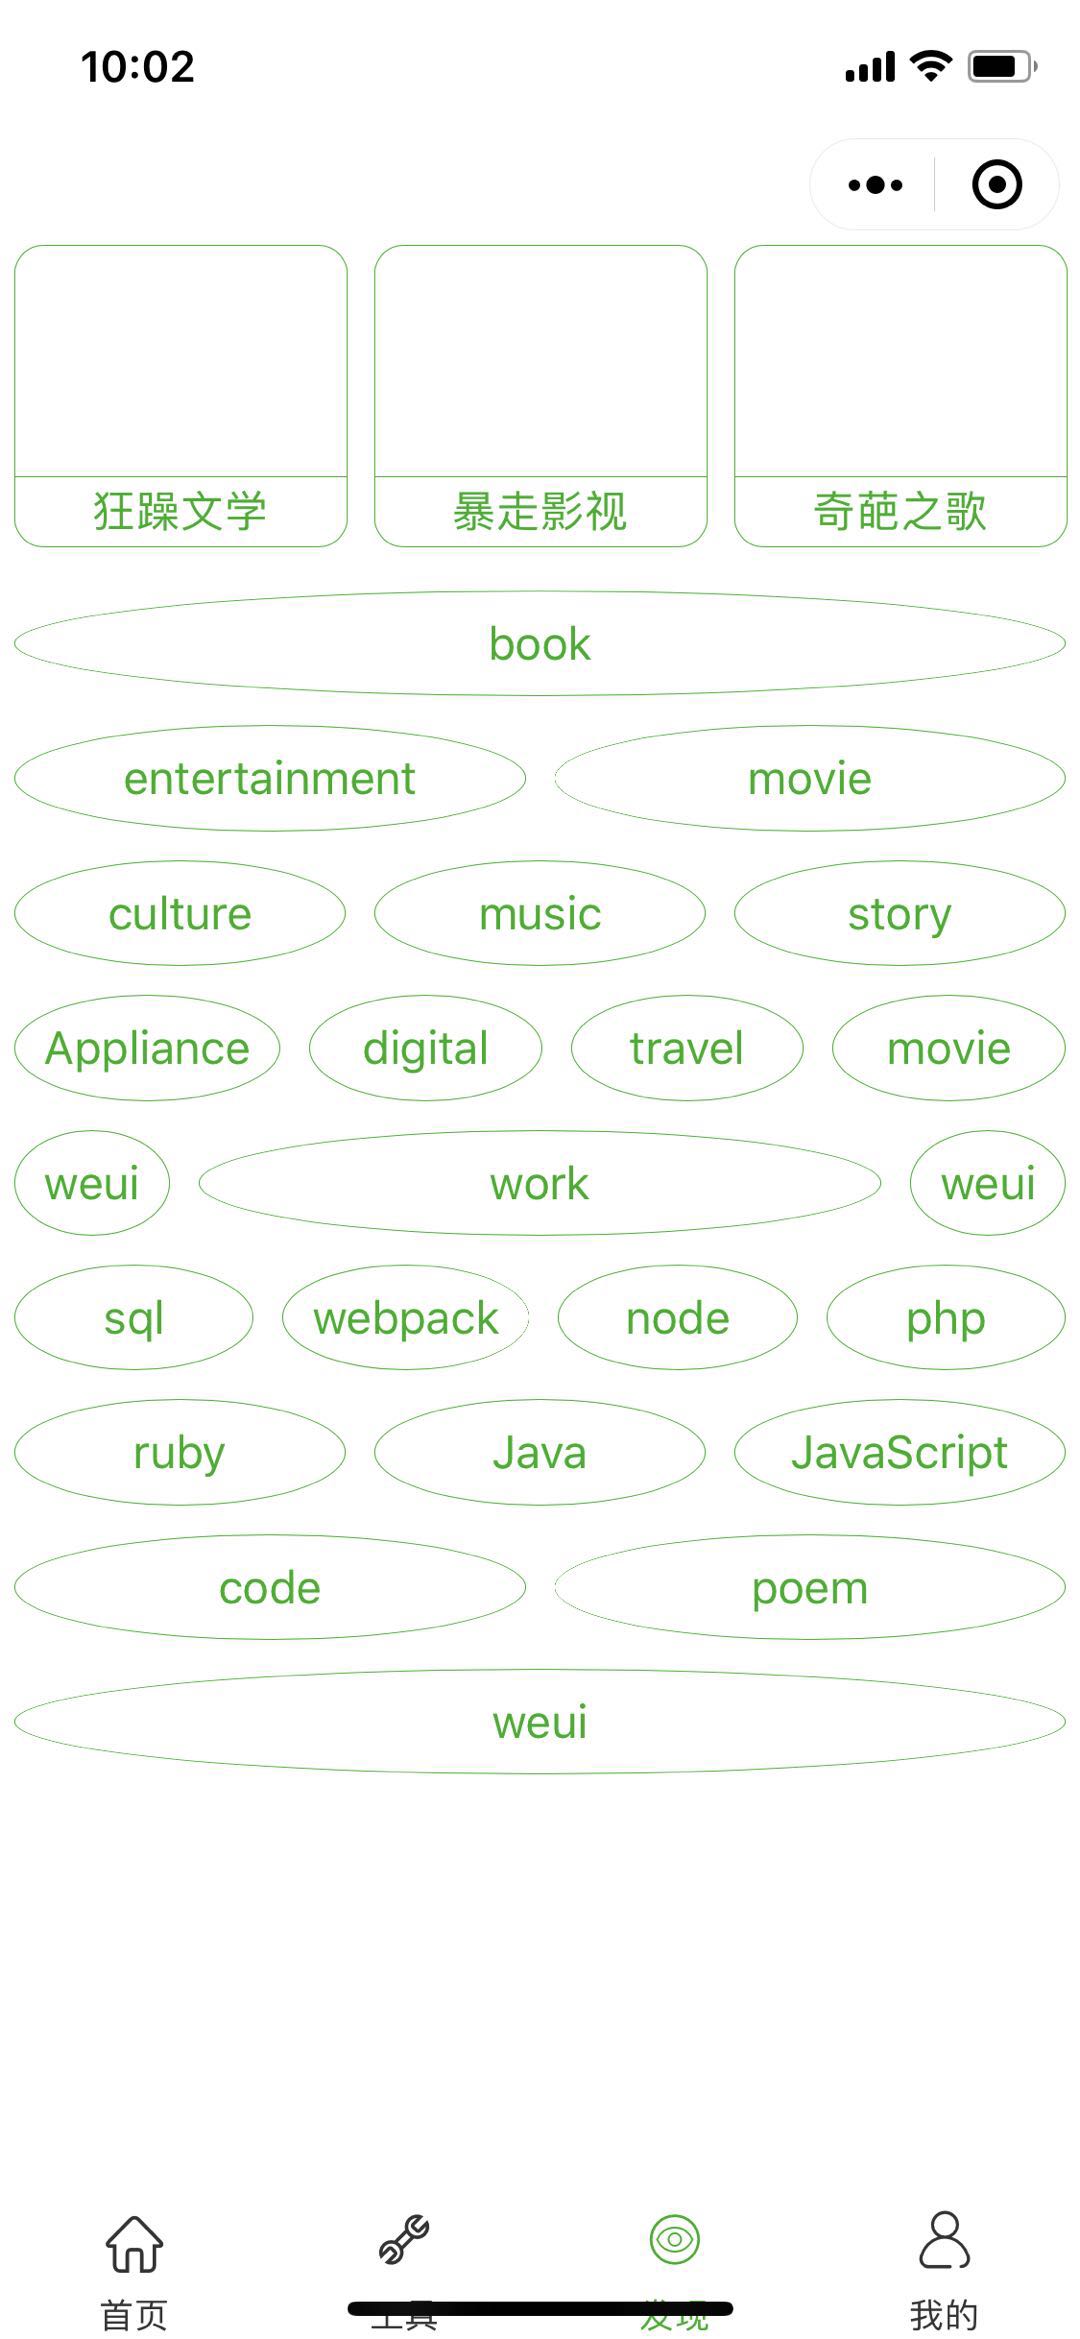 10:02
狂躁文学 暴走影视 奇葩之歌
book
entertainment movie
culture music story
Appliance digital travel movie
weui work weui
sql webpack node php
ruby Java JavaScript
code poem
weui
首页 工具 发现 我的